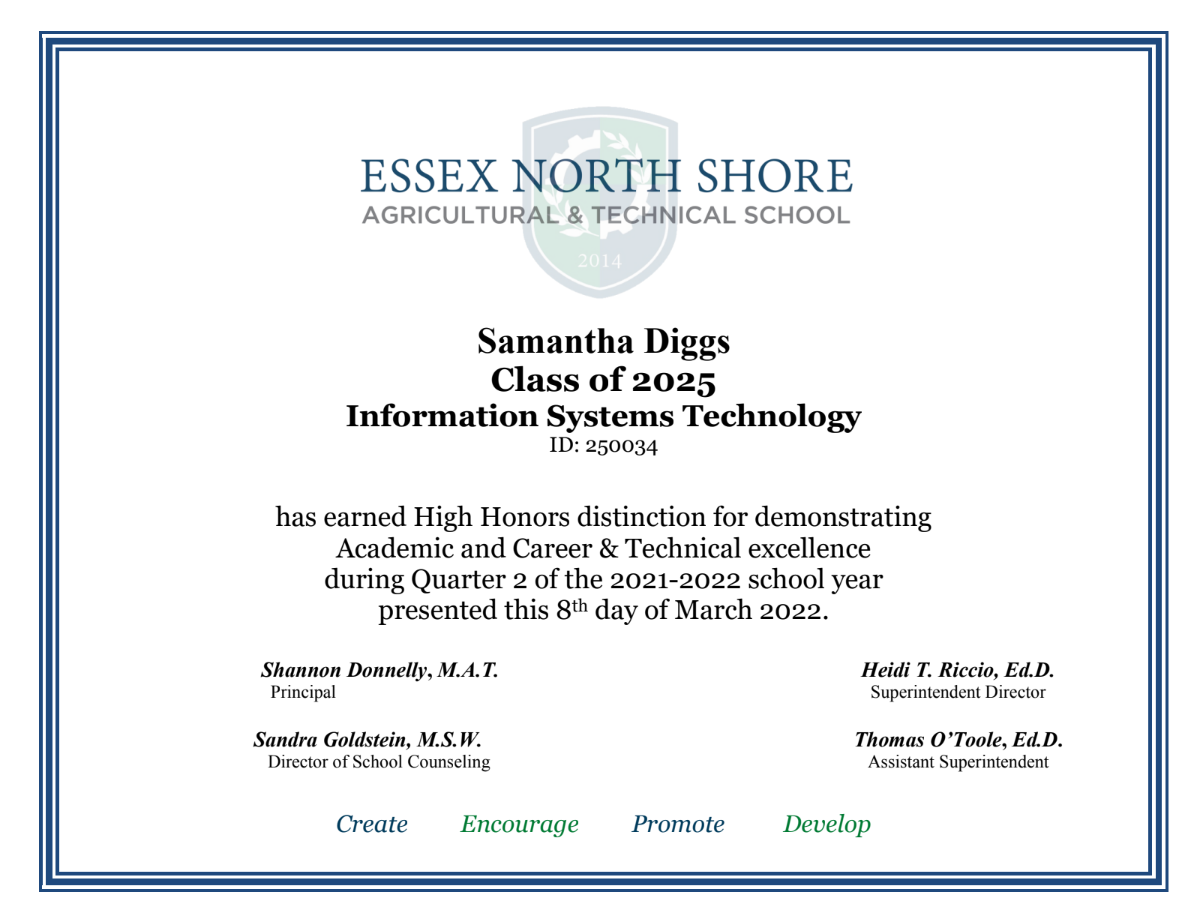 ESSEX NORTH SHORE
AGRICULTURAL & TECHNICAL SCHOOL
2014
Samantha Diggs
Class of 2025
Information Systems Technology
ID: 250034
has earned High Honors distinction for demonstrating
Academic and Career & Technical excellence
during Quarter 2 of the 2021-2022 school year
presented this 8th day of March 2022.
Shannon Donnelly, M.A.T.
Principal
Heidi T. Riccio, Ed.D.
Superintendent Director
Sandra Goldstein, M.S.W.
Director of School Counseling
Thomas O’Toole, Ed.D.
Assistant Superintendent
Create Encourage Promote Develop